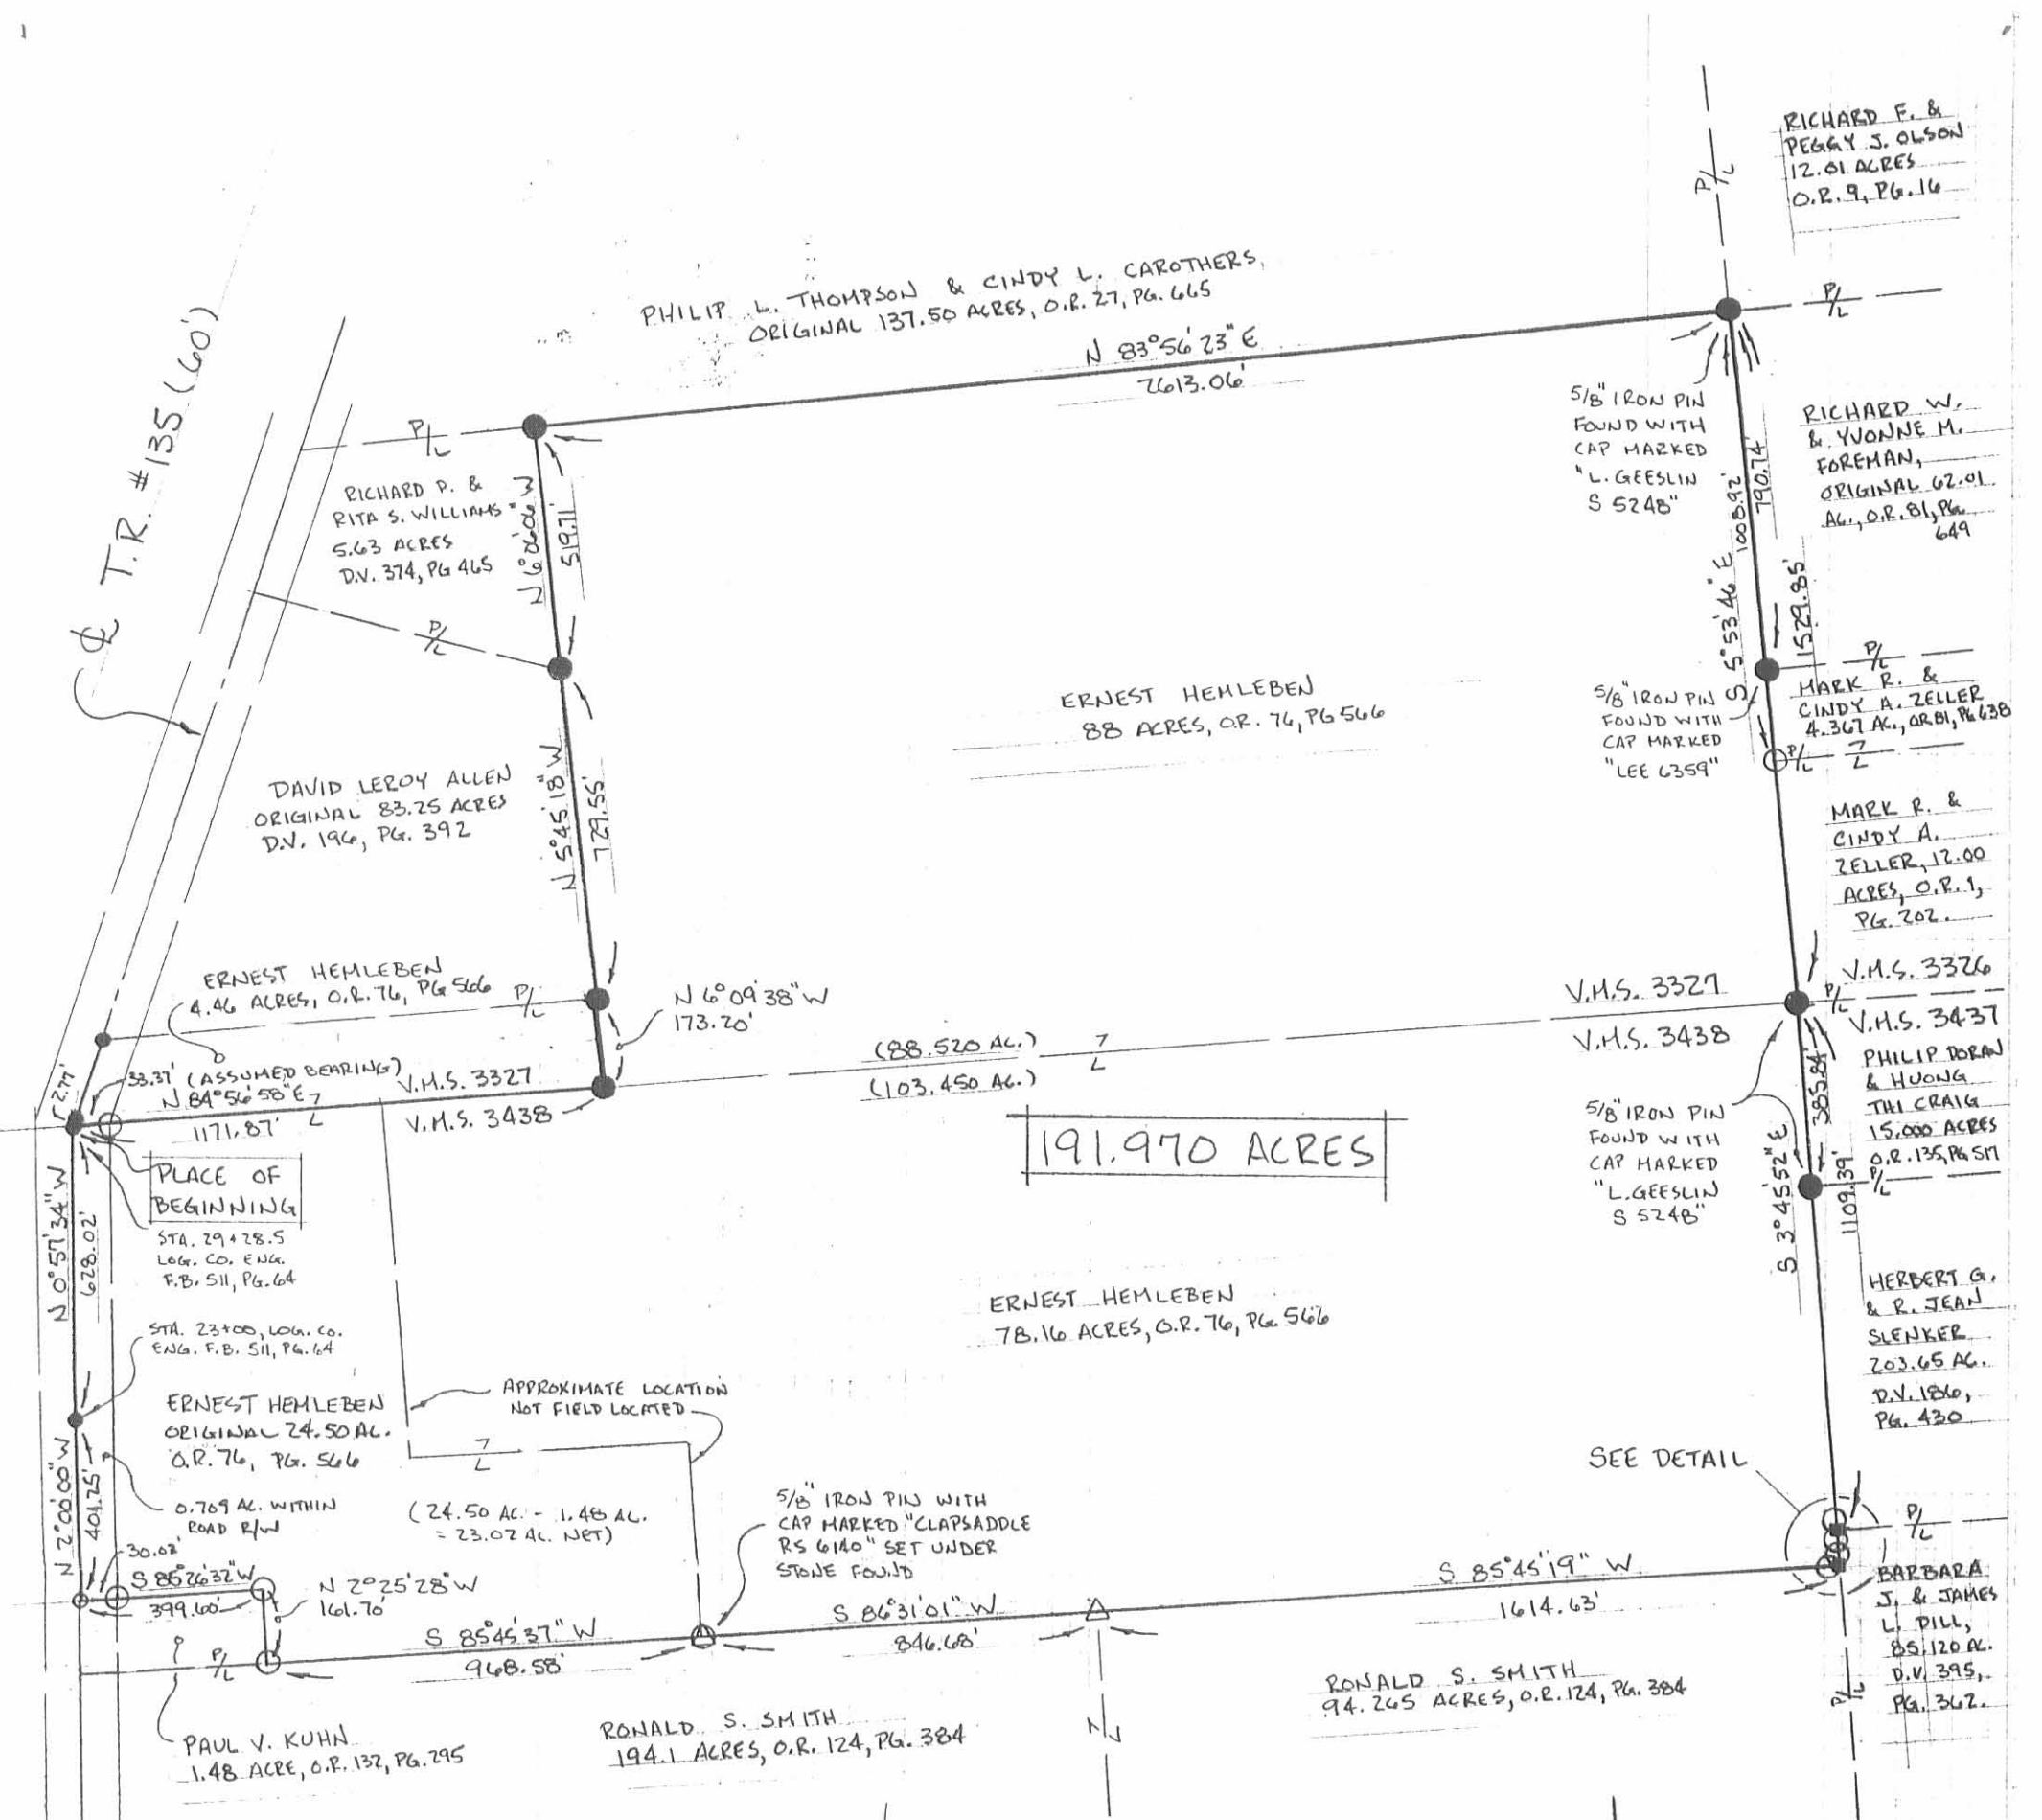 RICHARD F. &
PEGGY J. OLSON
12.01 ACRES
O.R. 9, PG. 16
P/L
PHILIP L. THOMPSON & CINDY L. CAROTHERS,
ORIGINAL 137.50 ACRES, O.R. 27, PG. 665
N 83°56'23" E
2613.06'
P/L
℄ T.R. #135 (60')
P/L
RICHARD P. &
RITA S. WILLIAMS
5.63 ACRES
D.V. 374, PG 465
N 6°06'06" W
519.71'
P/L
5/8" IRON PIN
FOUND WITH
CAP MARKED
"L. GEESLIN
S 5248"
790.74'
1008.92'
S 5°53'46" E
1529.85'
RICHARD W.
& YVONNE M.
FOREMAN,
ORIGINAL 62.01
AC., O.R. 81, PG.
649
P/L
MARK R. &
CINDY A. ZELLER
4.367 AC., O.R. 81, PG 638
P/L
5/8" IRON PIN
FOUND WITH
CAP MARKED
"LEE 6359"
ERNEST HEMLEBEN
88 ACRES, O.R. 76, PG 566
DAVID LEROY ALLEN
ORIGINAL 83.25 ACRES
D.V. 196, PG. 392
N 5°45'18" W
729.55'
MARK R. &
CINDY A.
ZELLER, 12.00
ACRES, O.R. 1,
PG. 202.
ERNEST HEMLEBEN
4.46 ACRES, O.R. 76, PG 566
P/L
N 6°09'38" W
173.20'
V.M.S. 3327
V.M.S. 3438
P/L
V.M.S. 3326
V.M.S. 3437
(88.520 AC.)
(103.450 AC.)
33.37' (ASSUMED BEARING)
N 84°56'58" E
1171.87'
V.M.S. 3327
V.M.S. 3438
PLACE OF
BEGINNING
191.970 ACRES
PHILIP DORAN
& HUONG
THI CRAIG
15.000 ACRES
O.R. 135, PG 517
P/L
385.84'
S 3°45'52" E
1109.39'
5/8" IRON PIN
FOUND WITH
CAP MARKED
"L. GEESLIN
S 5248"
N 0°57'34" W
628.02'
STA. 29+28.5
LOG. CO. ENG.
F.B. 511, PG. 64
STA. 23+00, LOG. CO.
ENG. F.B. 511, PG. 64
ERNEST HEMLEBEN
78.16 ACRES, O.R. 76, PG. 566
HERBERT G.
& R. JEAN
SLENKER
203.65 AC.
D.V. 186,
PG. 430
APPROXIMATE LOCATION
NOT FIELD LOCATED
ERNEST HEMLEBEN
ORIGINAL 24.50 AC.
O.R. 76, PG. 566
N 2°00'00" W
401.25'
0.709 AC. WITHIN
ROAD R/W
(24.50 AC. - 1.48 AC.
= 23.02 AC. NET)
SEE DETAIL
5/8" IRON PIN WITH
CAP MARKED "CLAPSADDLE
RS 6140" SET UNDER
STONE FOUND
P/L
30.02'
S 86°26'32" W
399.60'
N 2°25'28" W
161.70'
S 85°45'37" W
968.58'
S 86°31'01" W
846.68'
S 85°45'19" W
1614.63'
BARBARA
J. & JAMES
L. DILL,
85.120 AC.
D.V. 395,
PG. 362.
P/L
P/L
PAUL V. KUHN
1.48 ACRE, O.R. 132, PG. 295
RONALD S. SMITH
194.1 ACRES, O.R. 124, PG. 384
RONALD S. SMITH
94.265 ACRES, O.R. 124, PG. 384